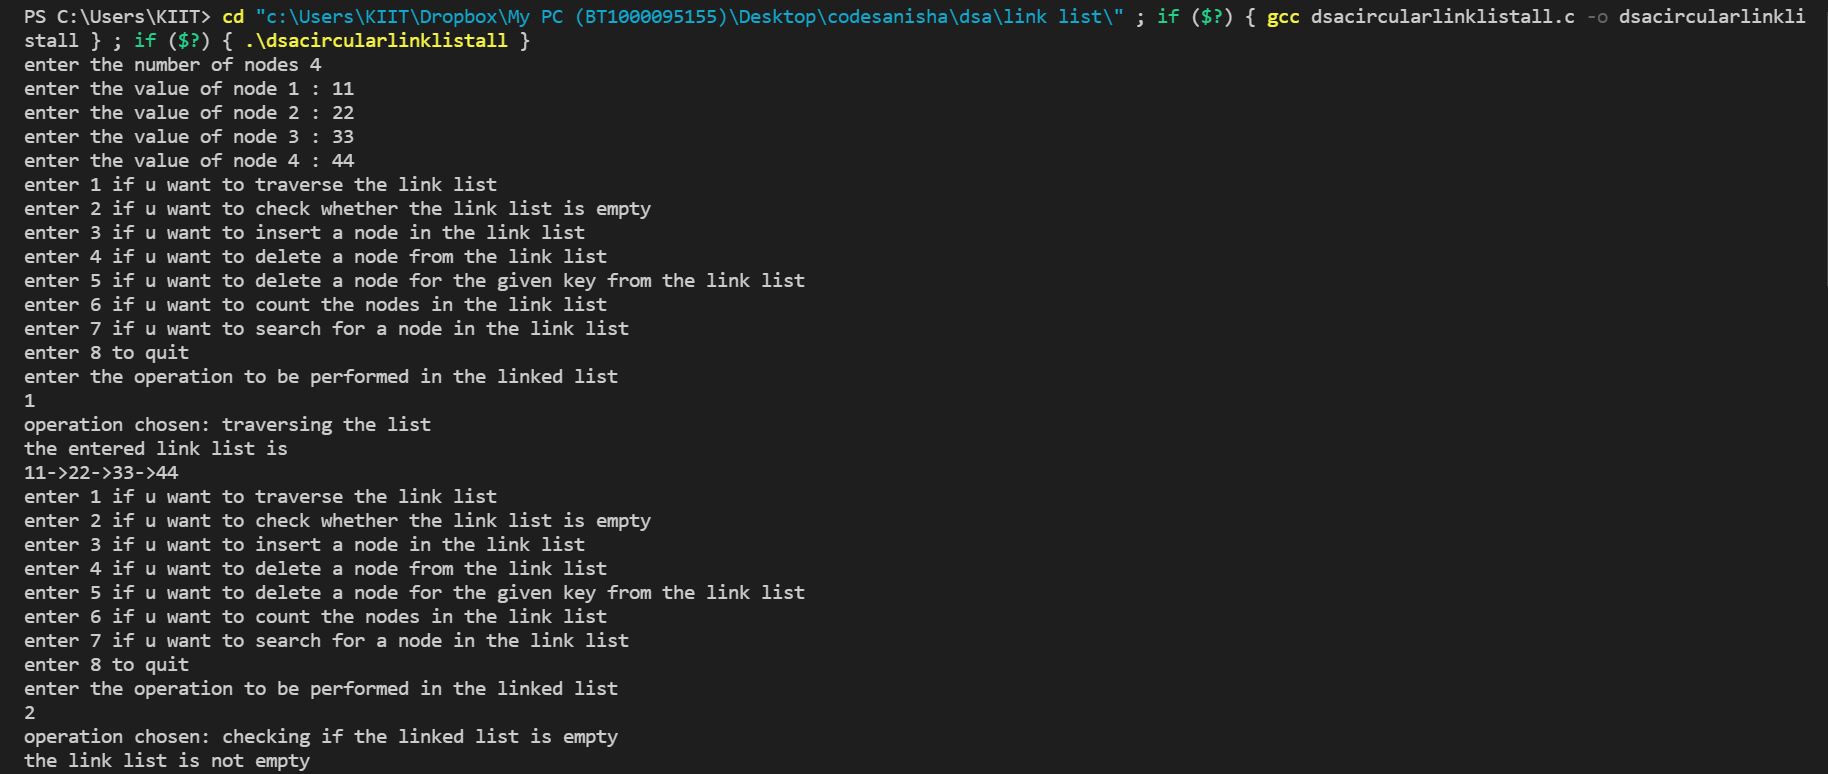 PS C:\Users\KIIT> cd "c:\Users\KIIT\Dropbox\My PC (BT1000095155)\Desktop\codesanisha\dsa\link list\" ; if ($?) { gcc dsacircularlinklistall.c -o dsacircularlinkli
stall } ; if ($?) { .\dsacircularlinklistall }
enter the number of nodes 4
enter the value of node 1 : 11
enter the value of node 2 : 22
enter the value of node 3 : 33
enter the value of node 4 : 44
enter 1 if u want to traverse the link list
enter 2 if u want to check whether the link list is empty
enter 3 if u want to insert a node in the link list
enter 4 if u want to delete a node from the link list
enter 5 if u want to delete a node for the given key from the link list
enter 6 if u want to count the nodes in the link list
enter 7 if u want to search for a node in the link list
enter 8 to quit
enter the operation to be performed in the linked list
1
operation chosen: traversing the list
the entered link list is
11->22->33->44
enter 1 if u want to traverse the link list
enter 2 if u want to check whether the link list is empty
enter 3 if u want to insert a node in the link list
enter 4 if u want to delete a node from the link list
enter 5 if u want to delete a node for the given key from the link list
enter 6 if u want to count the nodes in the link list
enter 7 if u want to search for a node in the link list
enter 8 to quit
enter the operation to be performed in the linked list
2
operation chosen: checking if the linked list is empty
the link list is not empty